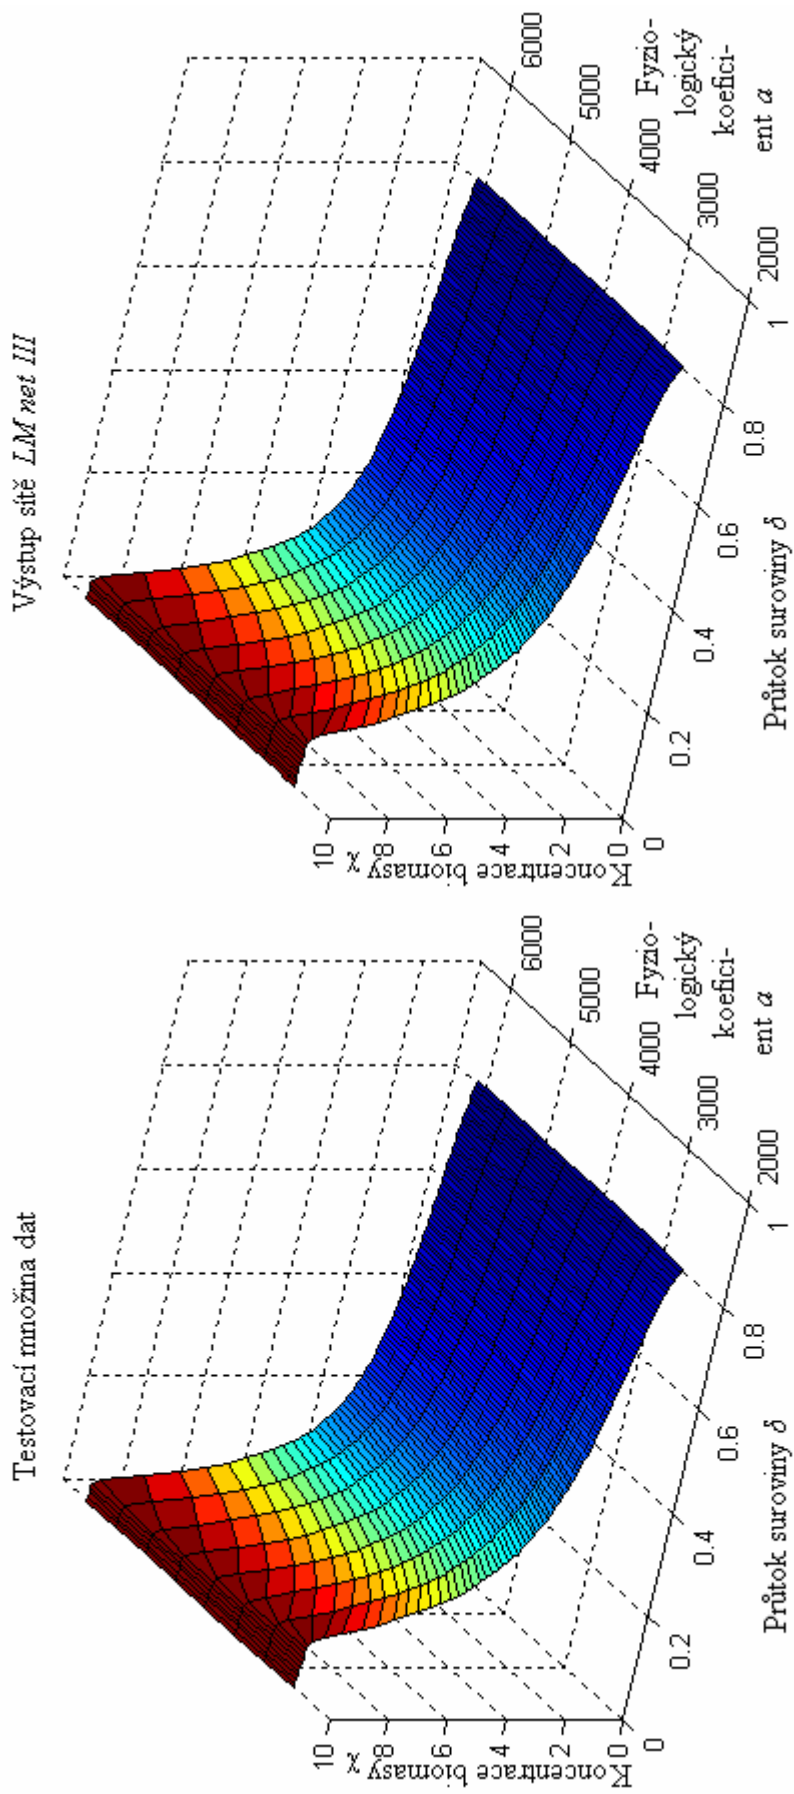 Testovací množina dat
Koncentrace biomasy χ
10
8
6
4
2
0
0
0.2
0.4
0.6
0.8
1
Průtok suroviny δ
2000
3000
4000
5000
6000
Fyzio-
logický
koefici-
ent a
Výstup sítě LM net III
Koncentrace biomasy χ
10
8
6
4
2
0
0
0.2
0.4
0.6
0.8
1
Průtok suroviny δ
2000
3000
4000
5000
6000
Fyzio-
logický
koefici-
ent a